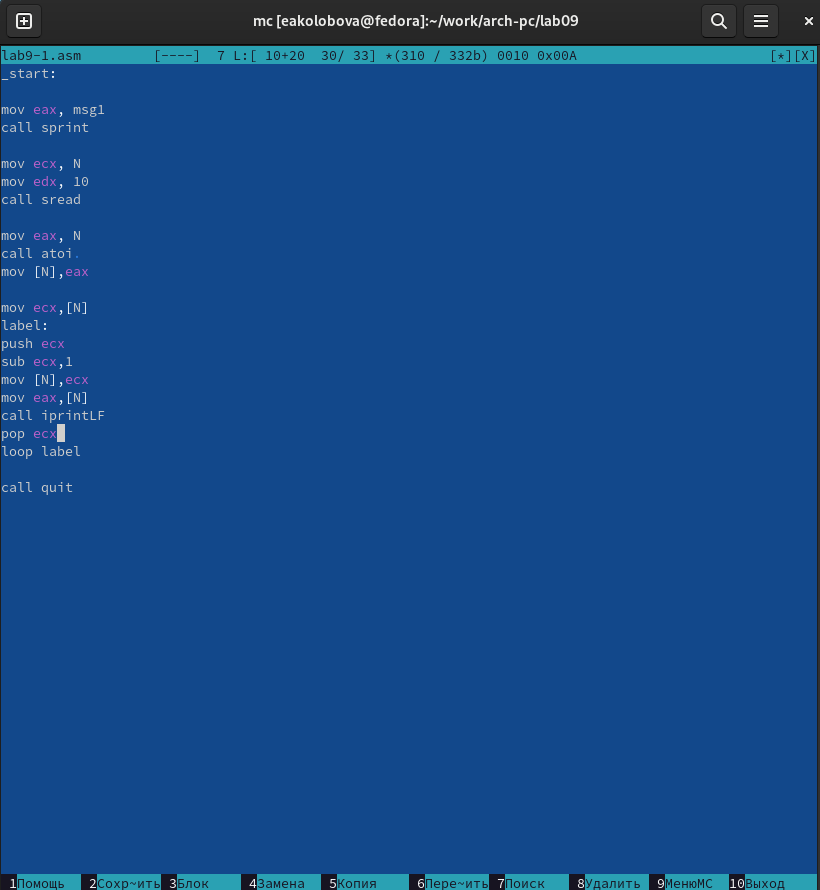 mc [eakolobova@fedora]:~/work/arch-pc/lab09
lab9-1.asm [----] 7 L:[ 10+20 30/ 33] *(310 / 332b) 0010 0x00A [*][X]
_start:
mov eax, msg1
call sprint
mov ecx, N
mov edx, 10
call sread
mov eax, N
call atoi.
mov [N],eax
mov ecx,[N]
label:
push ecx
sub ecx,1
mov [N],ecx
mov eax,[N]
call iprintLF
pop ecx
loop label
call quit
1Помощь 2Сохр~ить 3Блок 4Замена 5Копия 6Пере~ить 7Поиск 8Удалить 9МенюMC 10Выход